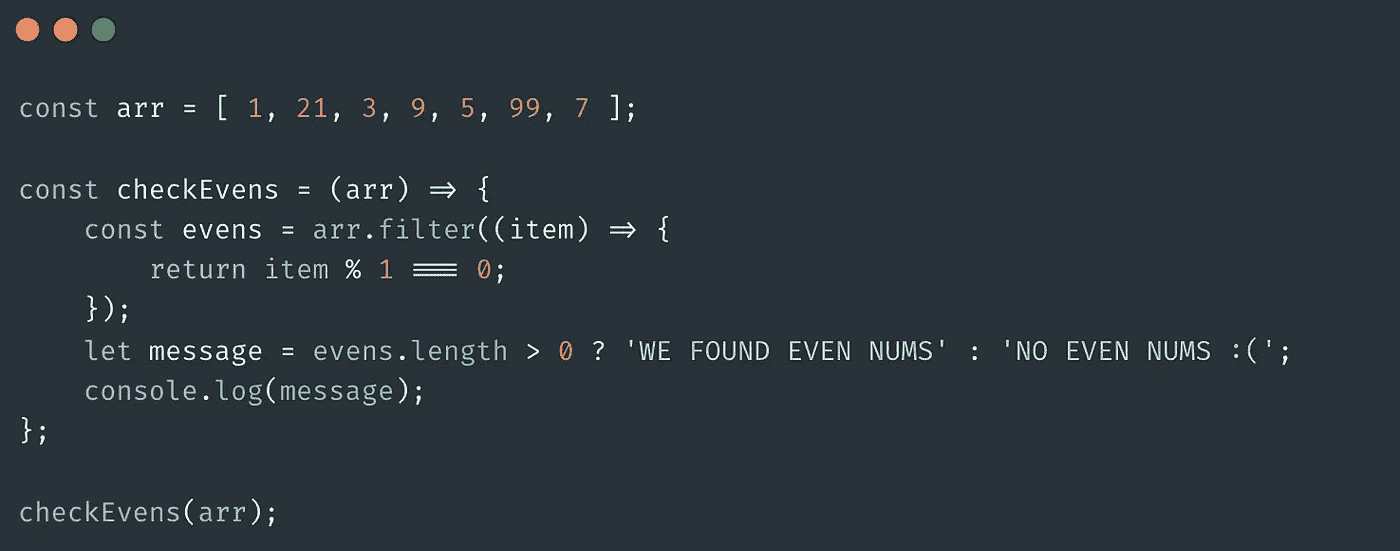 const arr = [ 1, 21, 3, 9, 5, 99, 7 ];
const checkEvens = (arr) => {
    const evens = arr.filter((item) => {
        return item % 1 === 0;
    });
    let message = evens.length > 0 ? 'WE FOUND EVEN NUMS' : 'NO EVEN NUMS :(';
    console.log(message);
};
checkEvens(arr);